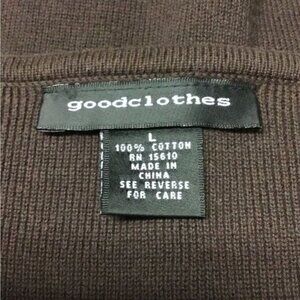 goodclothes
L
100% COTTON
RN 15610
MADE IN
CHINA
SEE REVERSE
FOR CARE